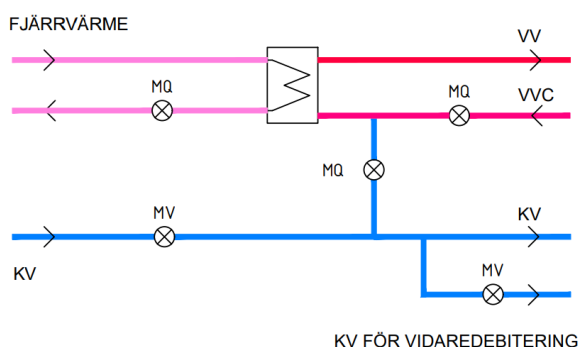 FJÄRRVÄRME
VV
MQ
VVC
MQ
MQ
MV
KV
KV
MV
KV FÖR VIDAREDEBITERING